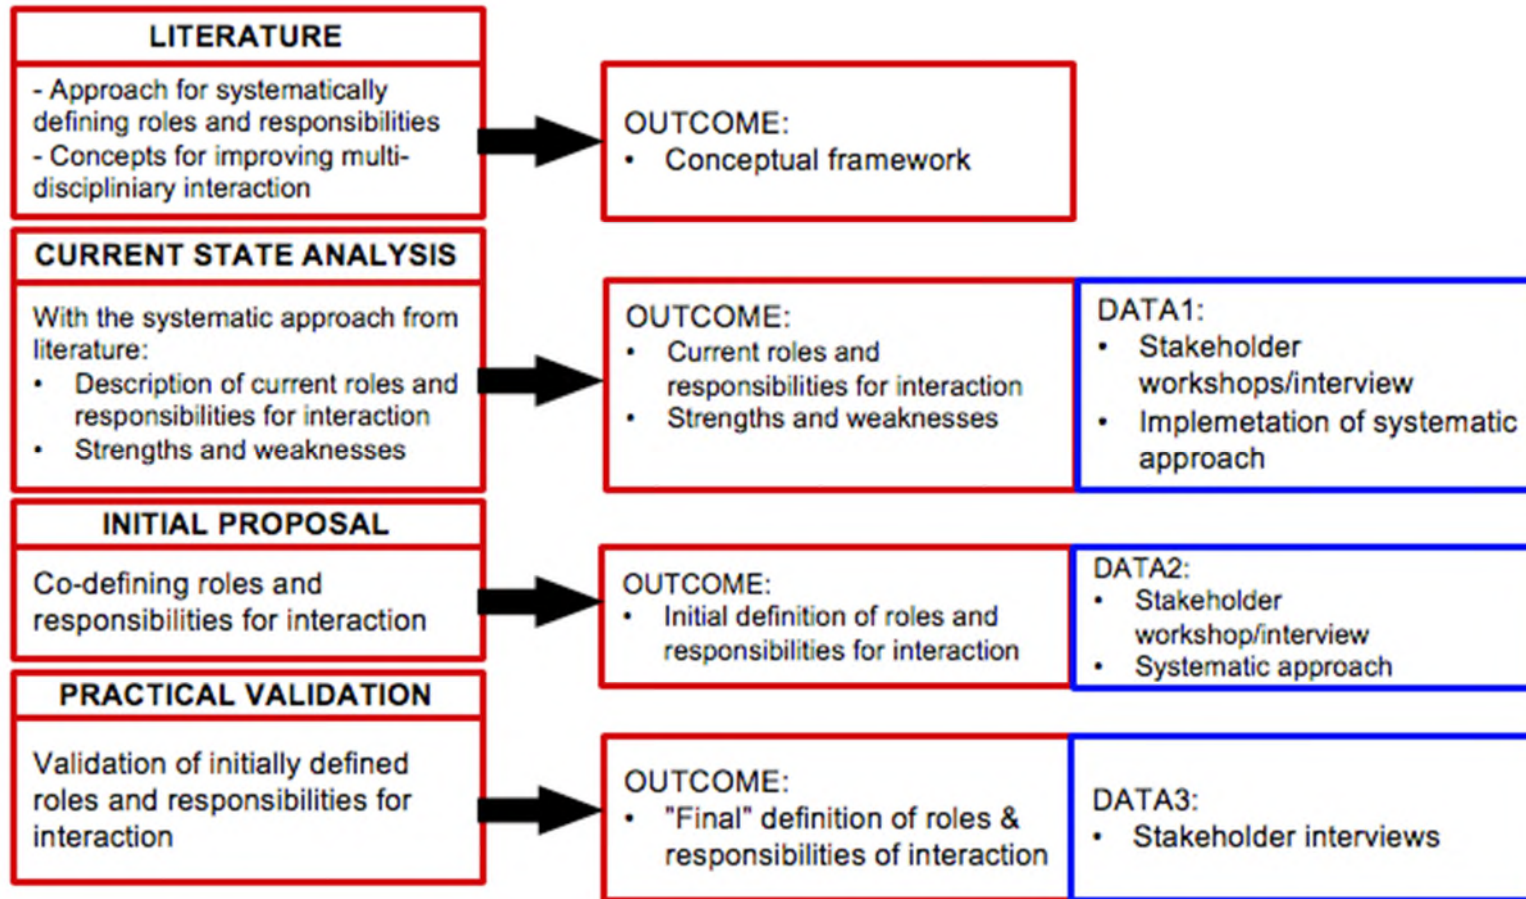 LITERATURE
- Approach for systematically
defining roles and responsibilities
- Concepts for improving multi-
discipliniary interaction
OUTCOME:
• Conceptual framework
CURRENT STATE ANALYSIS
With the systematic approach from
literature:
• Description of current roles and
responsibilities for interaction
• Strengths and weaknesses
OUTCOME:
• Current roles and
responsibilities for interaction
• Strengths and weaknesses
DATA1:
• Stakeholder
workshops/interview
• Implemetation of systematic
approach
INITIAL PROPOSAL
Co-defining roles and
responsibilities for interaction
OUTCOME:
• Initial definition of roles and
responsibilities for interaction
DATA2:
• Stakeholder
workshop/interview
• Systematic approach
PRACTICAL VALIDATION
Validation of initially defined
roles and responsibilities for
interaction
OUTCOME:
• "Final" definition of roles &
responsibilities of interaction
DATA3:
• Stakeholder interviews